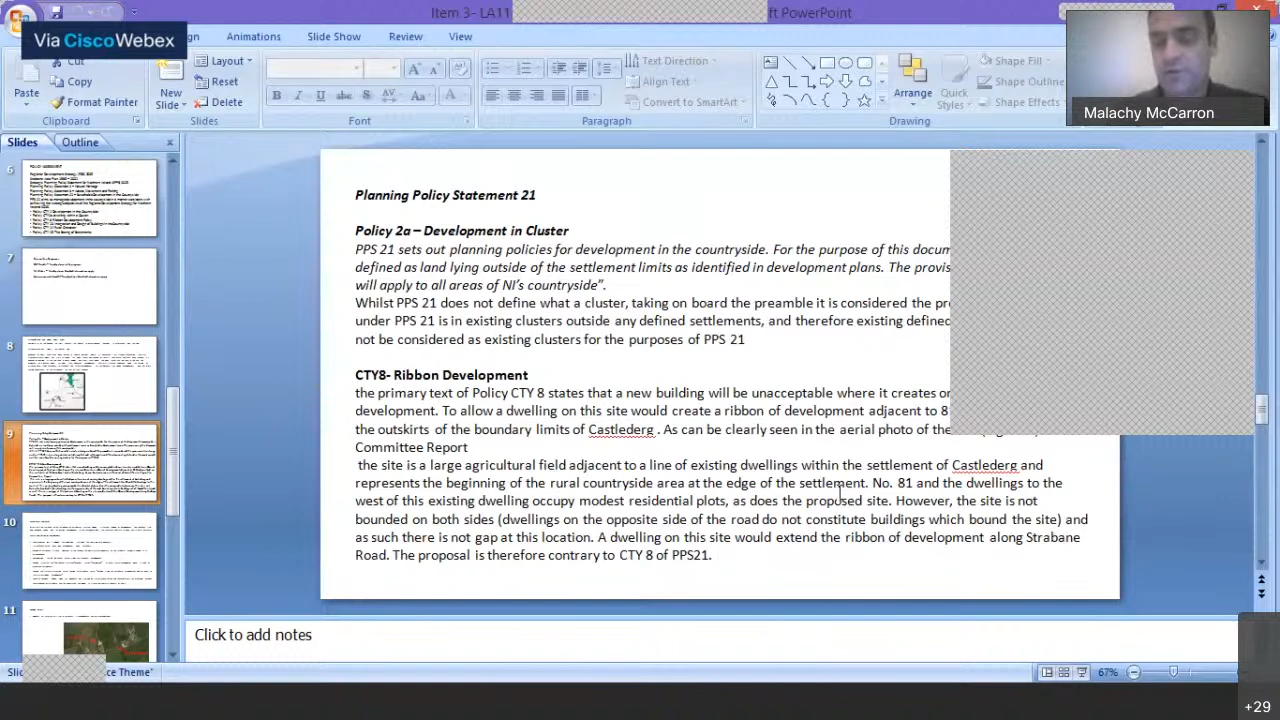 Item 3- LA11
ft PowerPoint
Via Cisco Webex
Animations
Slide Show
Review
View
Cut
Copy
Format Painter
Paste
Clipboard
New
Slide
Layout
Reset
Delete
Slides
Font
Text Direction
Align Text
Convert to SmartArt
Paragraph
Arrange
Quick
Styles
Shape Fill
Shape Outline
Shape Effects
Drawing
Malachy McCarron
Slides
Outline
6
7
8
9
10
11
Planning Policy Statement 21
Policy 2a – Development in Cluster
PPS 21 sets out planning policies for development in the countryside. For the purpose of this docum
defined as land lying outside of the settlement limits as identified in development plans. The provis
will apply to all areas of NI's countryside".
Whilst PPS 21 does not define what a cluster, taking on board the preamble it is considered the pr
under PPS 21 is in existing clusters outside any defined settlements, and therefore existing defined
not be considered as existing clusters for the purposes of PPS 21
CTY8- Ribbon Development
the primary text of Policy CTY 8 states that a new building will be unacceptable where it creates or
development. To allow a dwelling on this site would create a ribbon of development adjacent to 8
the outskirts of the boundary limits of Castlederg . As can be clearly seen in the aerial photo of the
Committee Report
the site is a large agricultural field adjacent to a line of existing dwellings within the settlement of Castlederg and
represents the beginning of the rural countryside area at the edge of the settlement. No. 81 and the dwellings to the
west of this existing dwelling occupy modest residential plots, as does the proposed site. However, the site is not
bounded on both sides (dwellings on the opposite side of the road do not institute buildings which bound the site) and
as such there is not gap at this location. A dwelling on this site would extend the ribbon of development along Strabane
Road. The proposal is therefore contrary to CTY 8 of PPS21.
Click to add notes
ce Theme"
67%
+29